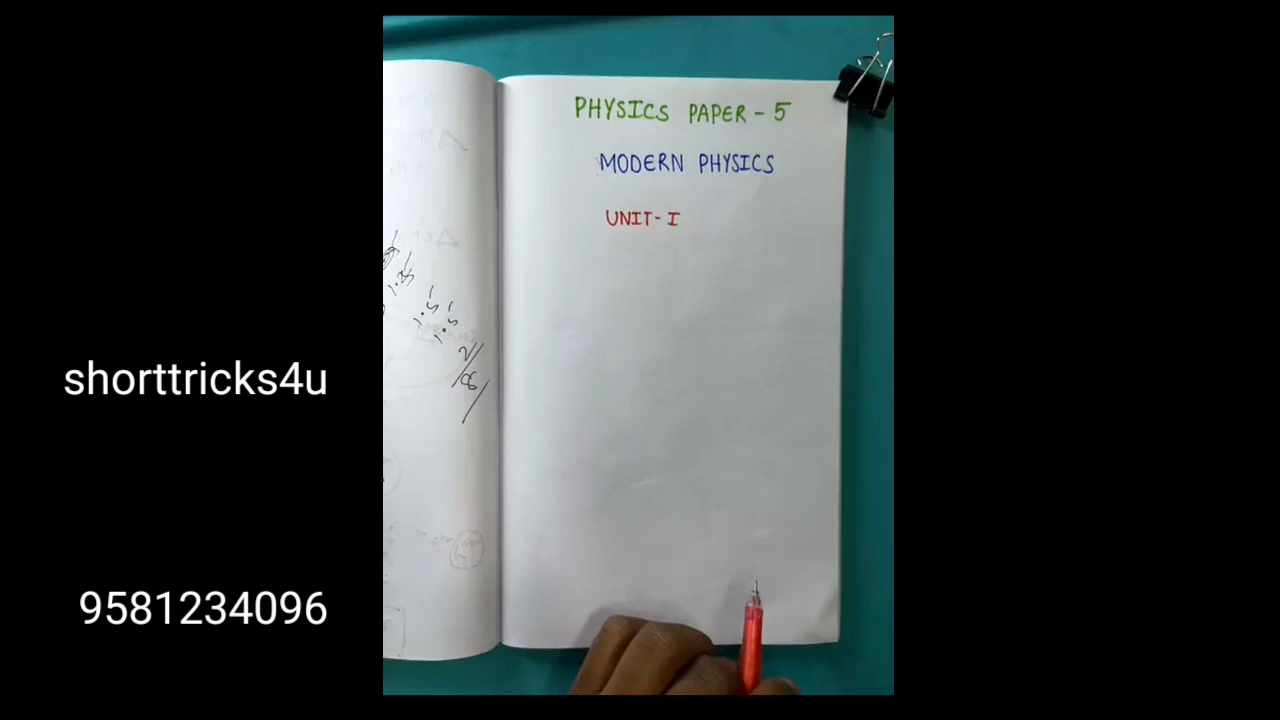 PHYSICS PAPER - 5
MODERN PHYSICS
UNIT - I
shorttricks4u
9581234096